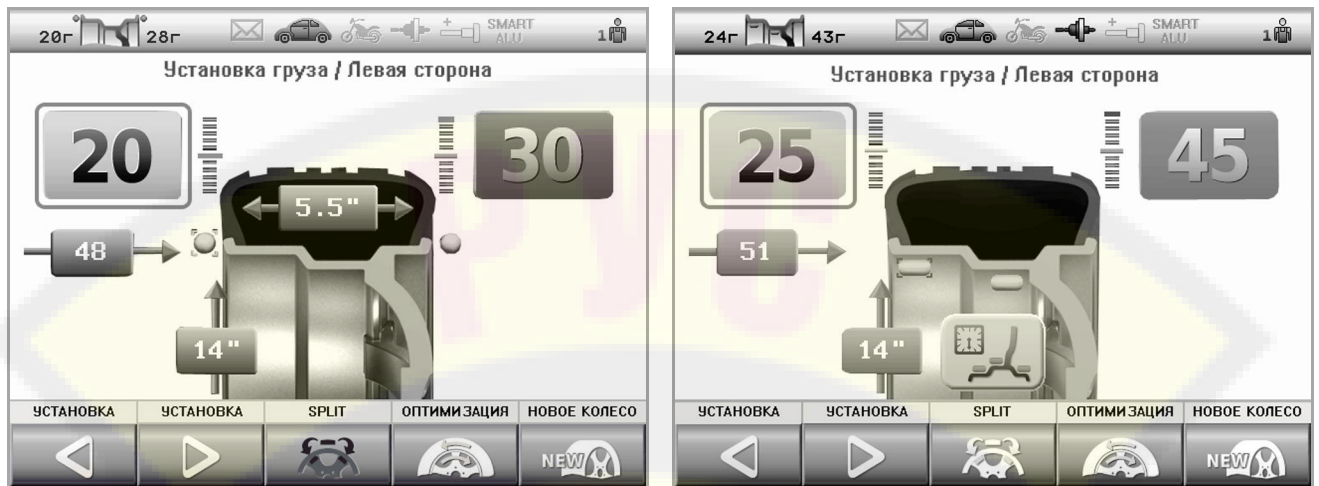 20г 28г SMART ALU 1
Установка груза / Левая сторона
20 30
5.5"
48
14"
УСТАНОВКА УСТАНОВКА SPLIT ОПТИМИЗАЦИЯ НОВОЕ КОЛЕСО
NEW
24г 43г SMART ALU 1
Установка груза / Левая сторона
25 45
51
14"
УСТАНОВКА УСТАНОВКА SPLIT ОПТИМИЗАЦИЯ НОВОЕ КОЛЕСО
NEW
РУС